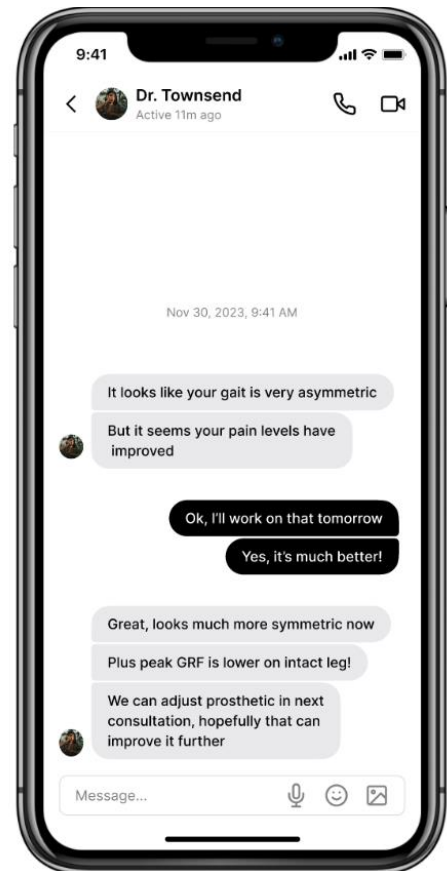 9:41
Dr. Townsend
Active 11m ago
Nov 30, 2023, 9:41 AM
It looks like your gait is very asymmetric
But it seems your pain levels have
improved
Ok, I'll work on that tomorrow
Yes, it's much better!
Great, looks much more symmetric now
Plus peak GRF is lower on intact leg!
We can adjust prosthetic in next
consultation, hopefully that can
improve it further
Message...